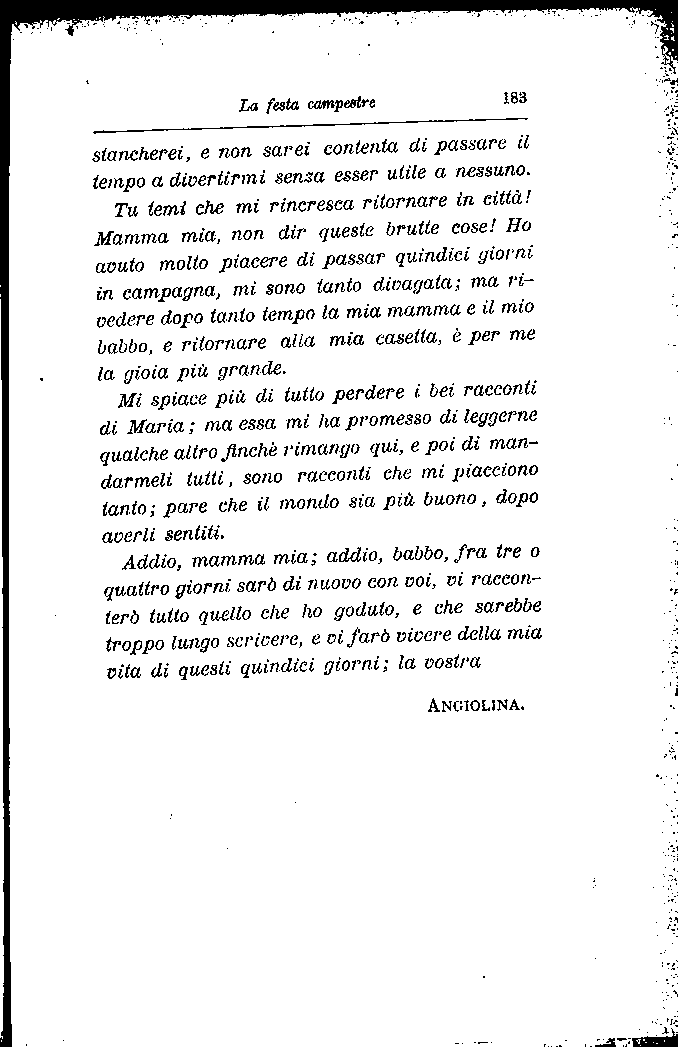 La festa campestre 183
stancherei, e non sarei contenta di passare il
tempo a divertirmi senza esser utile a nessuno.
Tu temi che mi rincresca ritornare in città!
Mamma mia, non dir queste brutte cose! Ho
avuto molto piacere di passar quindici giorni
in campagna, mi sono tanto divagata; ma ri-
vedere dopo tanto tempo la mia mamma e il mio
babbo, e ritornare alla mia casetta, è per me
la gioia più grande.
Mi spiace più di tutto perdere i bei racconti
di Maria; ma essa mi ha promesso di leggerne
qualche altro finchè rimango qui, e poi di man-
darmeli tutti, sono racconti che mi piacciono
tanto; pare che il mondo sia più buono, dopo
averli sentiti.
Addio, mamma mia; addio, babbo, fra tre o
quattro giorni sarò di nuovo con voi, vi raccon-
terò tutto quello che ho goduto, e che sarebbe
troppo lungo scrivere, e vi farò vivere della mia
vita di questi quindici giorni; la vostra
ANGIOLINA.